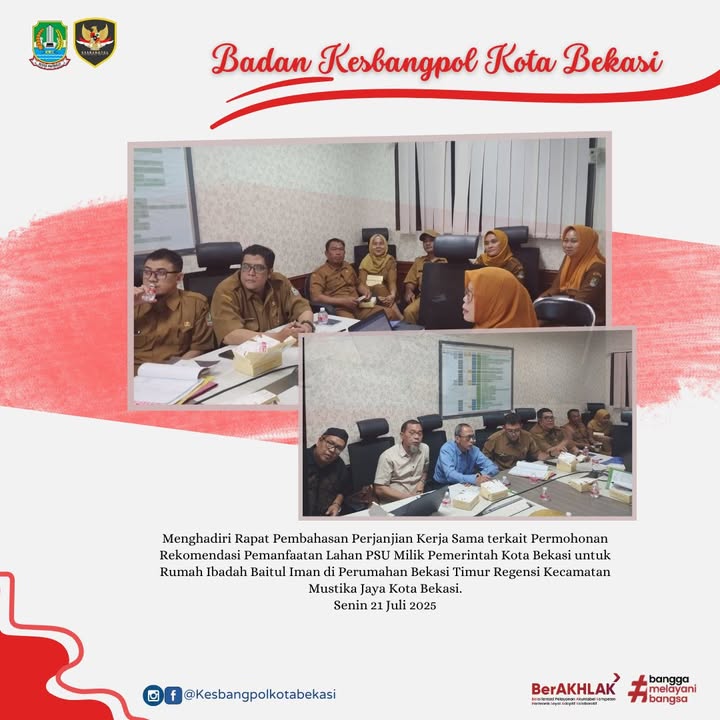 Badan Kesbangpol Kota Bekasi
Menghadiri Rapat Pembahasan Perjanjian Kerja Sama terkait Permohonan
Rekomendasi Pemanfaatan Lahan PSU Milik Pemerintah Kota Bekasi untuk
Rumah Ibadah Baitul Iman di Perumahan Bekasi Timur Regensi Kecamatan
Mustika Jaya Kota Bekasi.
Senin 21 Juli 2025
@Kesbangpolkotabekasi
BerAKHLAK
#bangga
melayani
bangsa